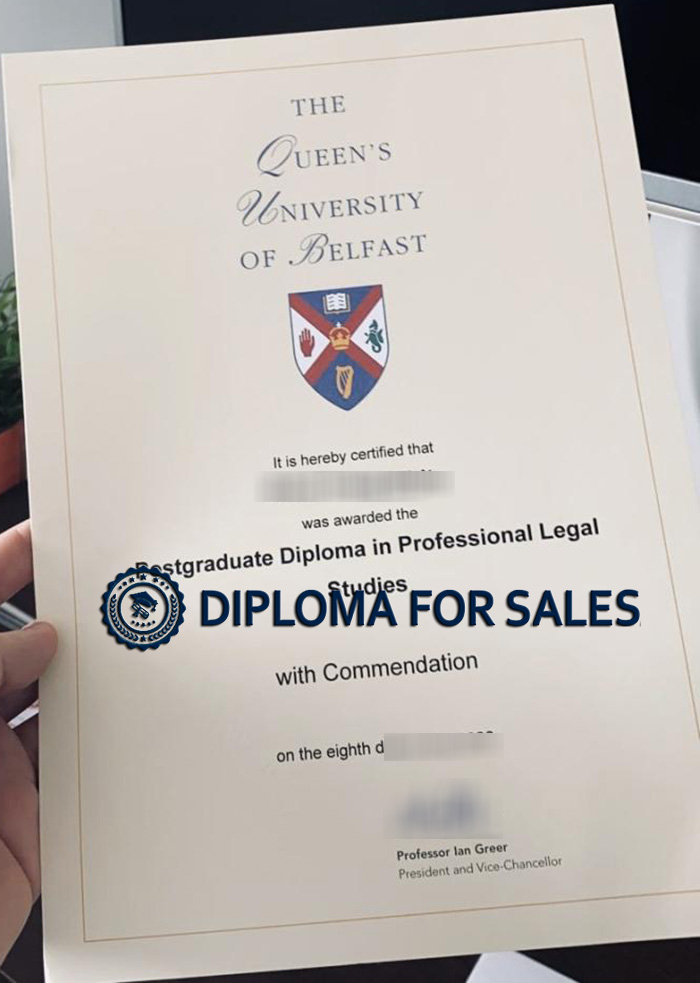 THE
QUEEN'S
UNIVERSITY
OF BELFAST
It is hereby certified that
was awarded the
Postgraduate Diploma in Professional Legal
Studies
DIPLOMA FOR SALES
with Commendation
on the eighth d
Professor Ian Greer
President and Vice-Chancellor